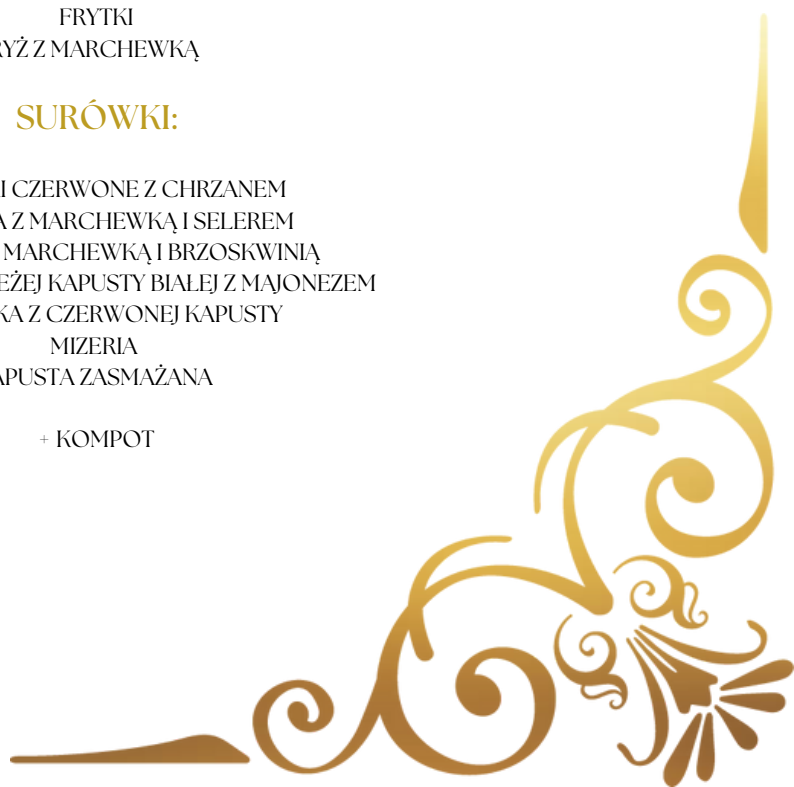 FRYTKI
RYŻ Z MARCHEWKĄ
SURÓWKI:
I CZERWONE Z CHRZANEM
A Z MARCHEWKĄ I SELEREM
MARCHEWKĄ I BRZOSKWINIĄ
EŻEJ KAPUSTY BIAŁEJ Z MAJONEZEM
KA Z CZERWONEJ KAPUSTY
MIZERIA
APUSTA ZASMAŻANA
+ KOMPOT